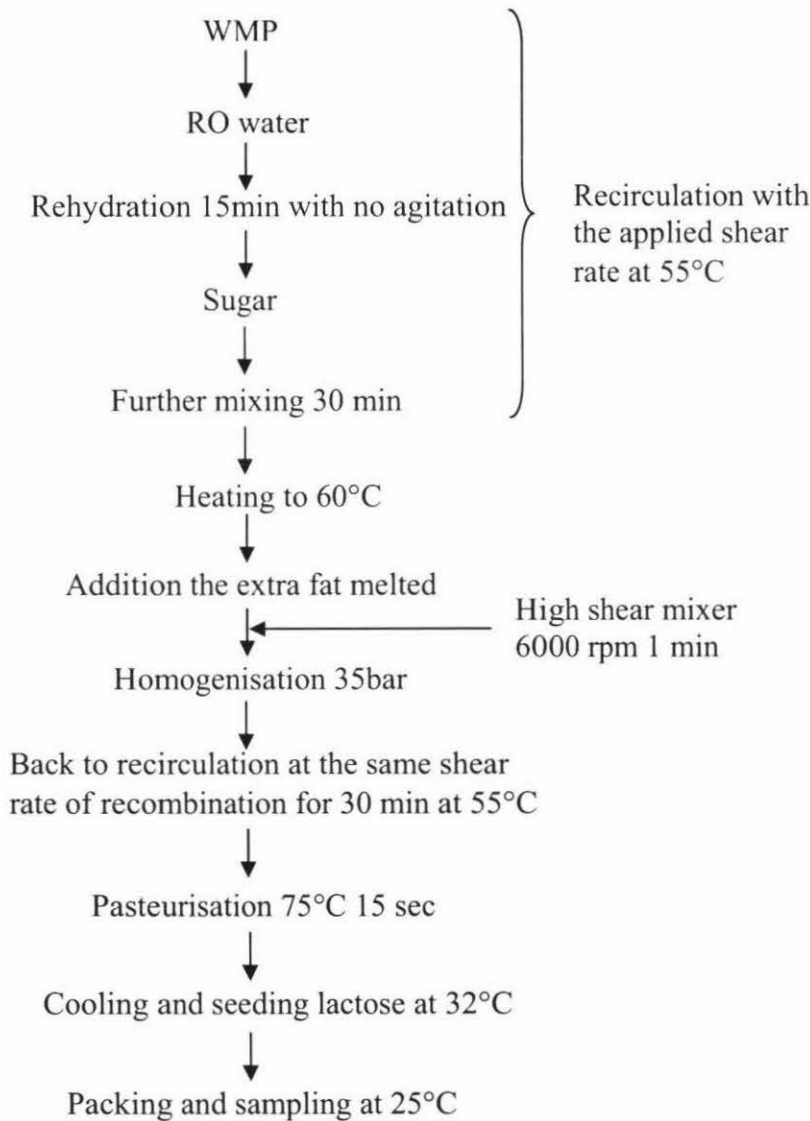 WMP
RO water
Rehydration 15min with no agitation
Sugar
Further mixing 30 min
Recirculation with
the applied shear
rate at 55°C
Heating to 60°C
Addition the extra fat melted
High shear mixer
6000 rpm 1 min
Homogenisation 35bar
Back to recirculation at the same shear
rate of recombination for 30 min at 55°C
Pasteurisation 75°C 15 sec
Cooling and seeding lactose at 32°C
Packing and sampling at 25°C